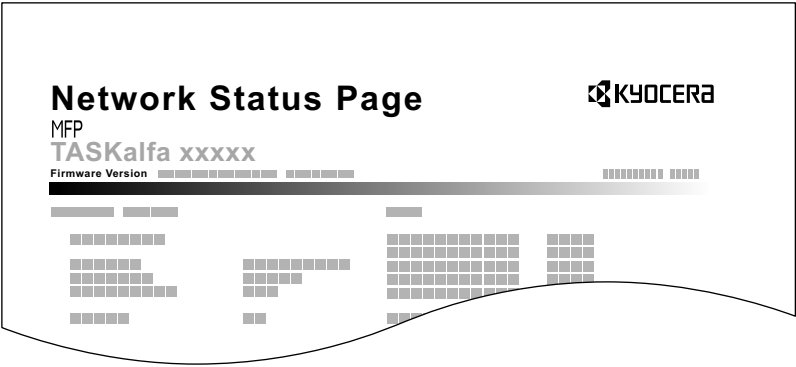 Network Status Page
KYOCERA
MFP
TASKalfa xxxxx
Firmware Version